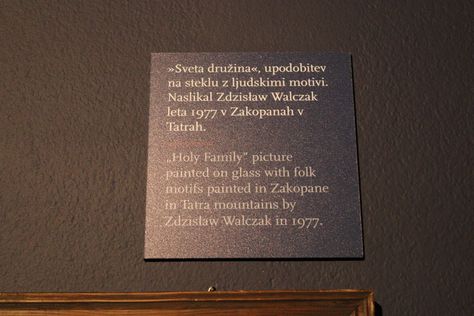 »Sveta družina«, upodobitev
na steklu z ljudskimi motivi.
Naslikal Zdzisław Walczak
leta 1977 v Zakopanah v
Tatrah.
„Holy Family” picture
painted on glass with folk
motifs painted in Zakopane
in Tatra mountains by
Zdzisław Walczak in 1977.